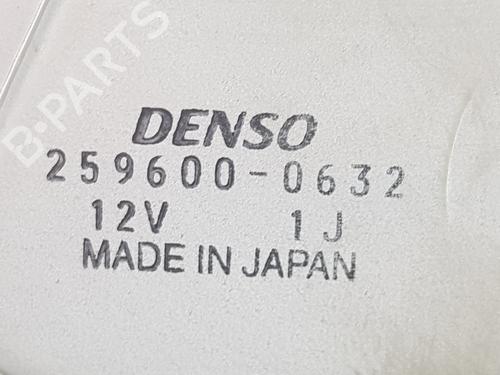 B-PARTS
DENSO
259600-0632
12V 1J
MADE IN JAPAN